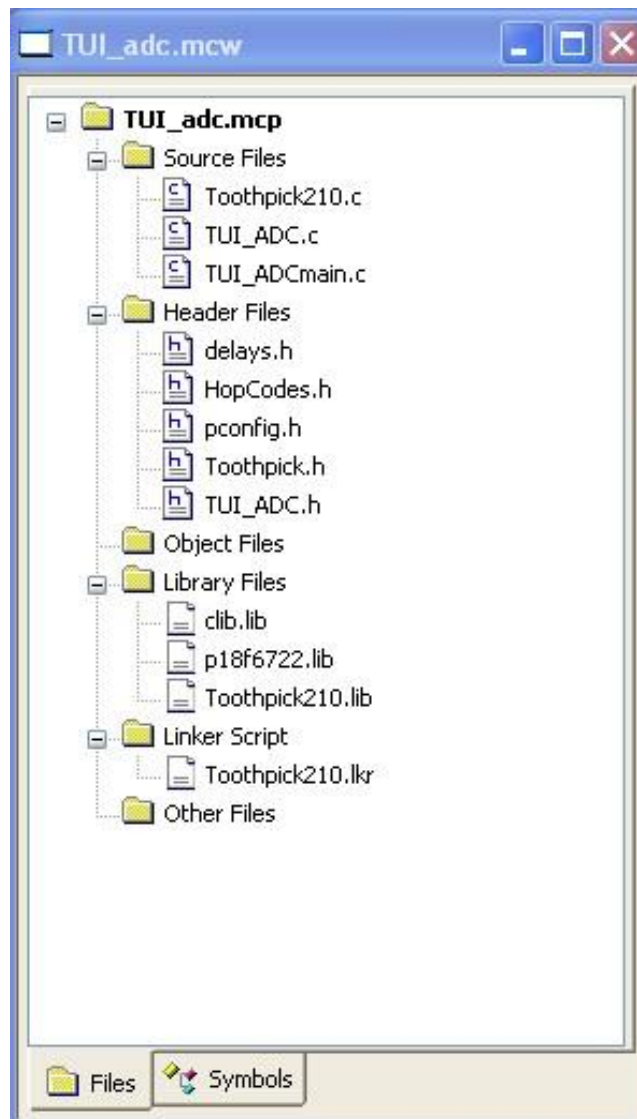 TUI_adc.mcw
TUI_adc.mcp
Source Files
Toothpick210.c
TUI_ADC.c
TUI_ADCmain.c
Header Files
delays.h
HopCodes.h
pconfig.h
Toothpick.h
TUI_ADC.h
Object Files
Library Files
clib.lib
p18f6722.lib
Toothpick210.lib
Linker Script
Toothpick210.lkr
Other Files
Files Symbols